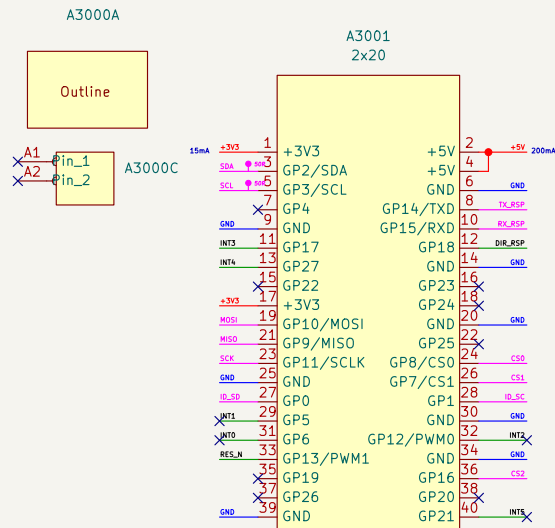 A3000A
Outline
A1 Pin_1
A2 Pin_2
A3000C
A3001
2x20
15mA +3V3 1 +3V3 +5V 2 +5V 200mA
SDA 50R 3 GP2/SDA +5V 4
SCL 50R 5 GP3/SCL GND 6 GND
7 GP4 GP14/TXD 8 TX_RSP
GND 9 GND GP15/RXD 10 RX_RSP
INT3 11 GP17 GP18 12 DIR_RSP
INT4 13 GP27 GND 14 GND
15 GP22 GP23 16
+3V3 17 +3V3 GP24 18
MOSI 19 GP10/MOSI GND 20 GND
MISO 21 GP9/MISO GP25 22
SCK 23 GP11/SCLK GP8/CS0 24 CS0
GND 25 GND GP7/CS1 26 CS1
ID_SD 27 GP0 GP1 28 ID_SC
INT1 29 GP5 GND 30 GND
INT0 31 GP6 GP12/PWM0 32 INT2
RES_N 33 GP13/PWM1 GND 34 GND
35 GP19 GP16 36 CS2
37 GP26 GP20 38
GND 39 GND GP21 40 INT5